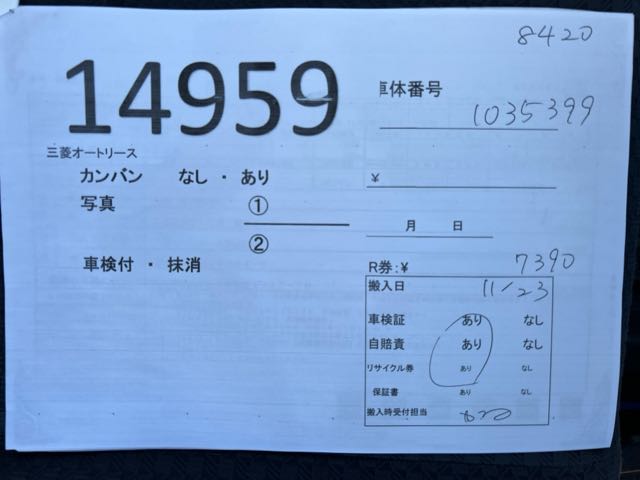 8420
14959
車体番号
1035399
三菱オートリース
カンバン なし ・ あり
¥
写真 ①
月 日
②
車検付 ・ 抹消
R券:¥ 7390
搬入日 11/23
車検証 あり なし
自賠責 あり なし
リサイクル券 あり なし
保証書 あり なし
搬入時受付担当